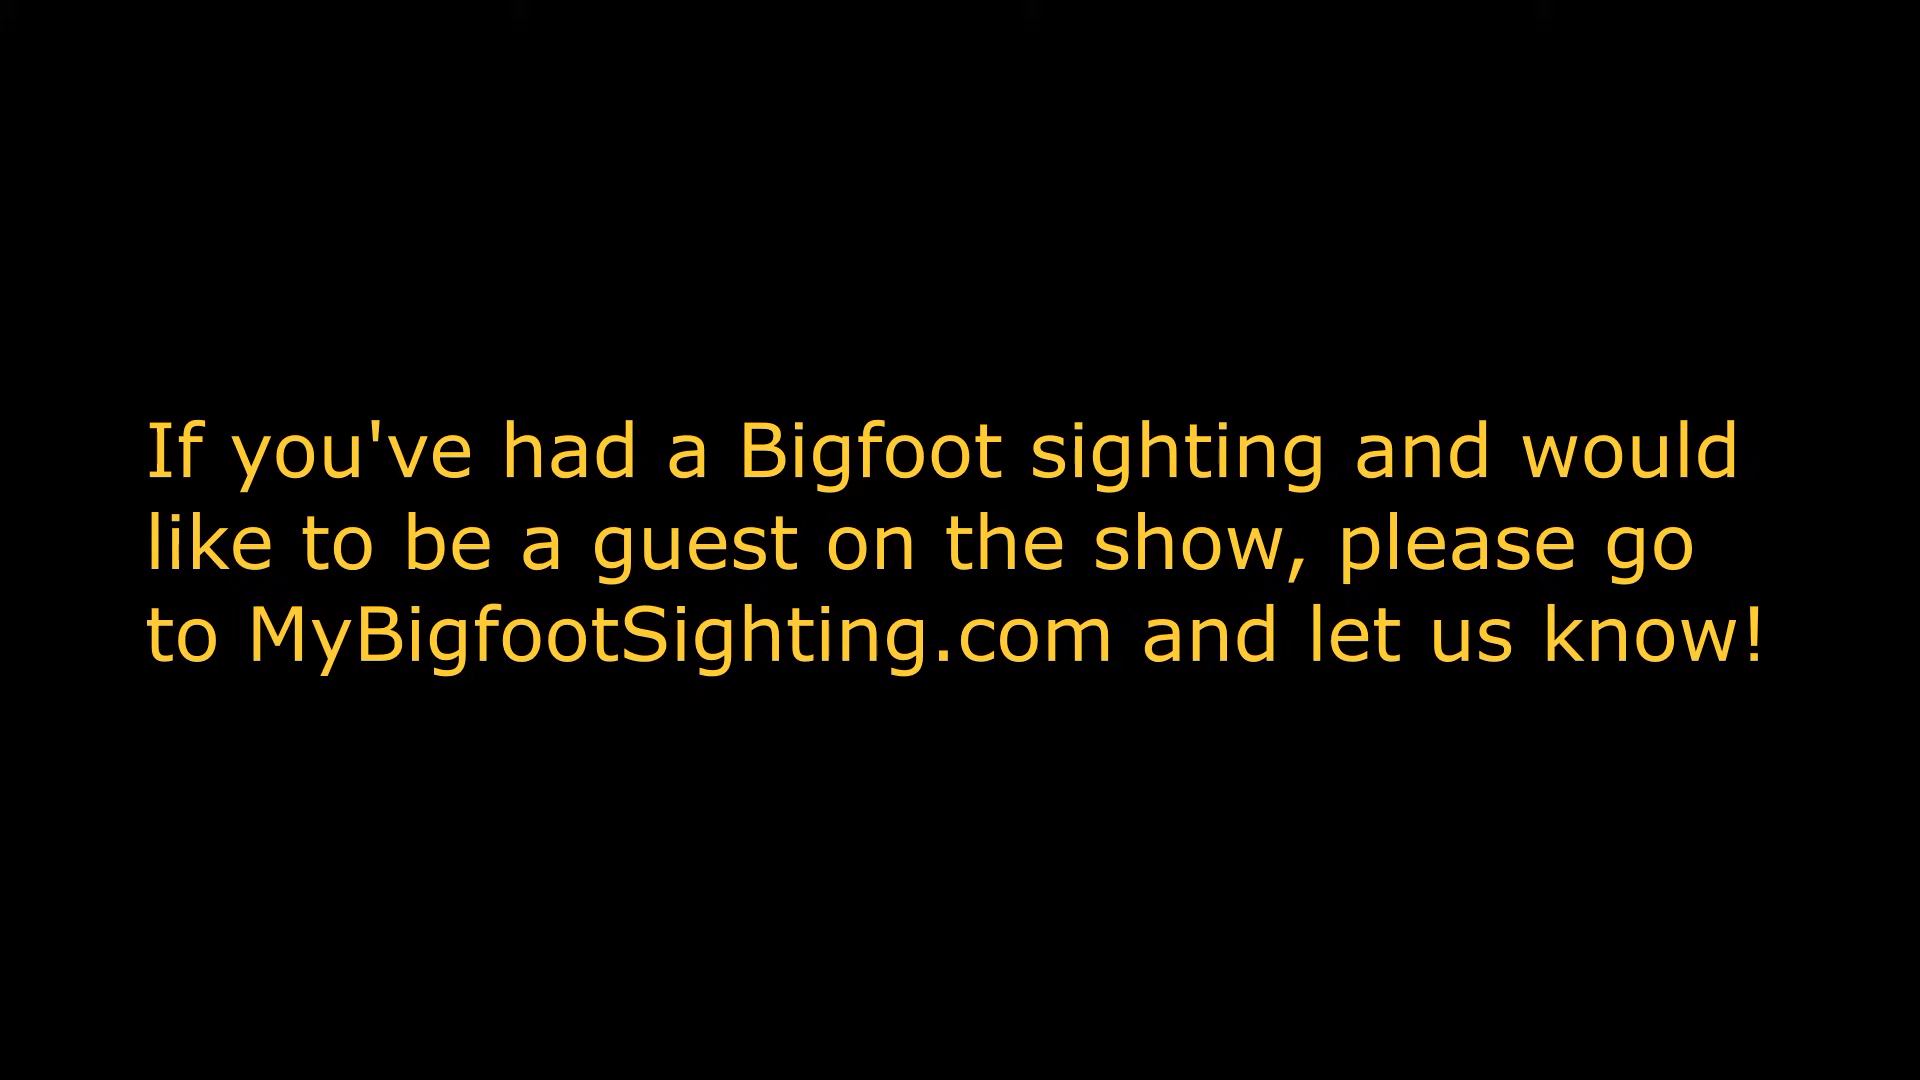 If you've had a Bigfoot sighting and would
like to be a guest on the show, please go
to MyBigfootSighting.com and let us know!